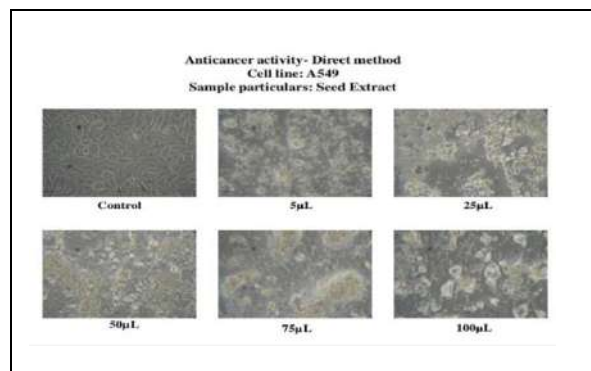 Anticancer activity- Direct method
Cell line: A549
Sample particulars: Seed Extract
Control
5µL
25µL
50µL
75µL
100µL